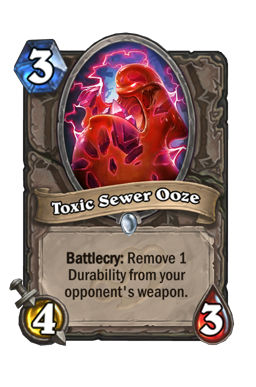 3
Toxic Sewer Ooze
Battlecry: Remove 1
Durability from your
opponent's weapon.
4
3